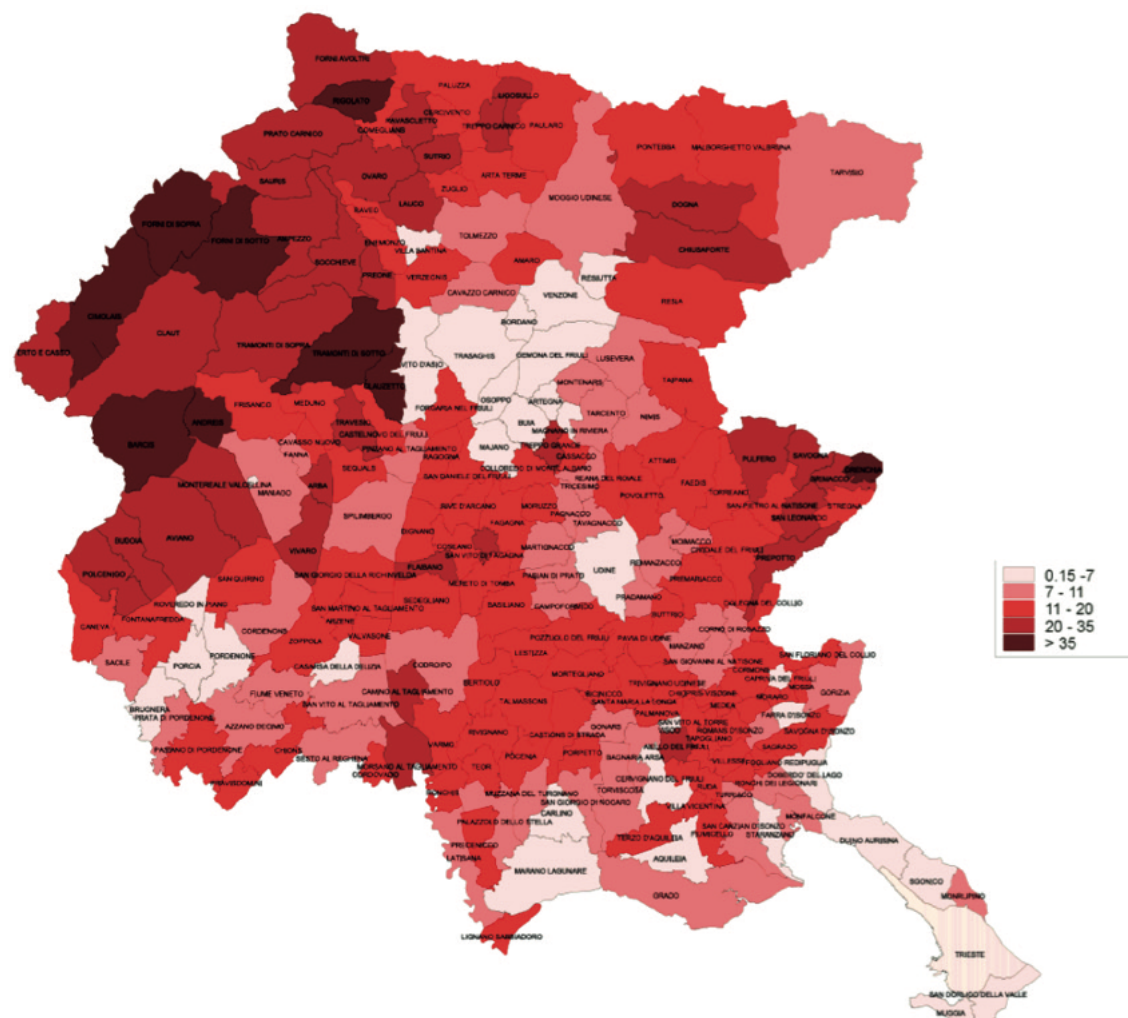 FORNI AVOLTRI
PALUZZA
RIGOLATO
LIGOSULLO
CERCIVENTO
RAVASCLETTO
TREPPO CARNICO
PAULARO
COMEGLIANS
PRATO CARNICO
SUTRIO
PONTEBBA
MALBORGHETTO VALBRUNA
OVARO
ARTA TERME
TARVISIO
SAURIS
ZUGLIO
LAUCO
MOGGIO UDINESE
DOGNA
RAVEO
FORNI DI SOPRA
FORNI DI SOTTO
AMPEZZO
ENEMONZO
VILLA SANTINA
TOLMEZZO
CHIUSAFORTE
SOCCHIEVE
PREONE
VERZEGNIS
AMARO
RESIUTTA
CAVAZZO CARNICO
VENZONE
RESIA
CIMOLAIS
BORDANO
CLAUT
ERTO E CASSO
TRAMONTI DI SOPRA
TRAMONTI DI SOTTO
VITO D'ASIO
TRASAGHIS
GEMONA DEL FRIULI
LUSEVERA
CLAUZETTO
MONTENARS
TAIPANA
FRISANCO
MEDUNO
FORGARIA NEL FRIULI
OSOPPO
ARTEGNA
ANDREIS
TARCENTO
NIMIS
BARCIS
TRAVESIO
BUIA
MAGNANO IN RIVIERA
CASTELNOVO DEL FRIULI
CAVASSO NUOVO
PINZANO AL TAGLIAMENTO
MAJANO
TREPPO GRANDE
FANNA
RAGOGNA
CASSACCO
PULFERO
SAVOGNA
DRENCHIA
SEQUALS
COLLOREDO DI MONTE ALBANO
ATTIMIS
SAN DANIELE DEL FRIULI
REANA DEL ROIALE
GRIMACCO
MONTEREALE VALCELLINA
ARBA
TRICESIMO
FAEDIS
MANIAGO
POVOLETTO
TORREANO
RIVE D'ARCANO
MORUZZO
SAN PIETRO AL NATISONE
STREGNA
SPILIMBERGO
PAGNACCO
SAN LEONARDO
FAGAGNA
TAVAGNACCO
DIGNANO
AVIANO
BUDOIA
MOIMACCO
COSEANO
MARTIGNACCO
CIVIDALE DEL FRIULI
VIVARO
SAN VITO DI FAGAGNA
PREPOTTO
FLAIBANO
REMANZACCO
POLCENIGO
UDINE
SAN QUIRINO
SAN GIORGIO DELLA RICHINVELDA
PASIAN DI PRATO
PREMARIACCO
MERETO DI TOMBA
PRADAMANO
ROVEREDO IN PIANO
SEDEGLIANO
BASILIANO
SAN MARTINO AL TAGLIAMENTO
CAMPOFORMIDO
BUTTRIO
CANEVA
FONTANAFREDDA
ARZENE
CORDENONS
VALVASONE
POZZUOLO DEL FRIULI
PAVIA DI UDINE
CORNO DI ROSAZZO
ZOPPOLA
MANZANO
LESTIZZA
SACILE
PORDENONE
SAN GIOVANNI AL NATISONE
SAN FLORIANO DEL COLLIO
PORCIA
CASARSA DELLA DELIZIA
CODROIPO
CORMONS
MORTEGLIANO
CAPRIVA DEL FRIULI
BERTIOLO
TRIVIGNANO UDINESE
MOSSA
FIUME VENETO
CAMINO AL TAGLIAMENTO
BICINICCO
CHIOPRIS VISCONE
MORARO
GORIZIA
TALMASSONS
SANTA MARIA LA LONGA
MEDEA
BRUGNERA
SAN VITO AL TAGLIAMENTO
PALMANOVA
PRATA DI PORDENONE
FARRA D'ISONZO
AZZANO DECIMO
RIVIGNANO
SAN VITO AL TORRE
GONARS
ROMANS D'ISONZO
SAVOGNA D'ISONZO
CASTIONS DI STRADA
VISCO
VARMO
TAPOGLIANO
PASIANO DI PORDENONE
CHIONS
POCENIA
PORPETTO
BAGNARIA ARSA
AIELLO DEL FRIULI
SAGRADO
SESTO AL REGHENA
VILLESSE
FOGLIANO REDIPUGLIA
MORSANO AL TAGLIAMENTO
TEOR
DOBERDO' DEL LAGO
CORDOVADO
CERVIGNANO DEL FRIULI
RONCHI DEI LEGIONARI
PRAVISDOMINI
RUDA
RONCHIS
MUZZANA DEL TURGNANO
TORVISCOSA
TURRIACO
SAN GIORGIO DI NOGARO
VILLA VICENTINA
CARLINO
MONFALCONE
PALAZZOLO DELLO STELLA
SAN CANZIAN D'ISONZO
FIUMICELLO
STARANZANO
TERZO D'AQUILEIA
PRECENICCO
DUINO AURISINA
LATISANA
AQUILEIA
MARANO LAGUNARE
SGONICO
GRADO
MONRUPINO
LIGNANO SABBIADORO
TRIESTE
SAN DORLIGO DELLA VALLE
MUGGIA
0.15 -7
7 - 11
11 - 20
20 - 35
> 35